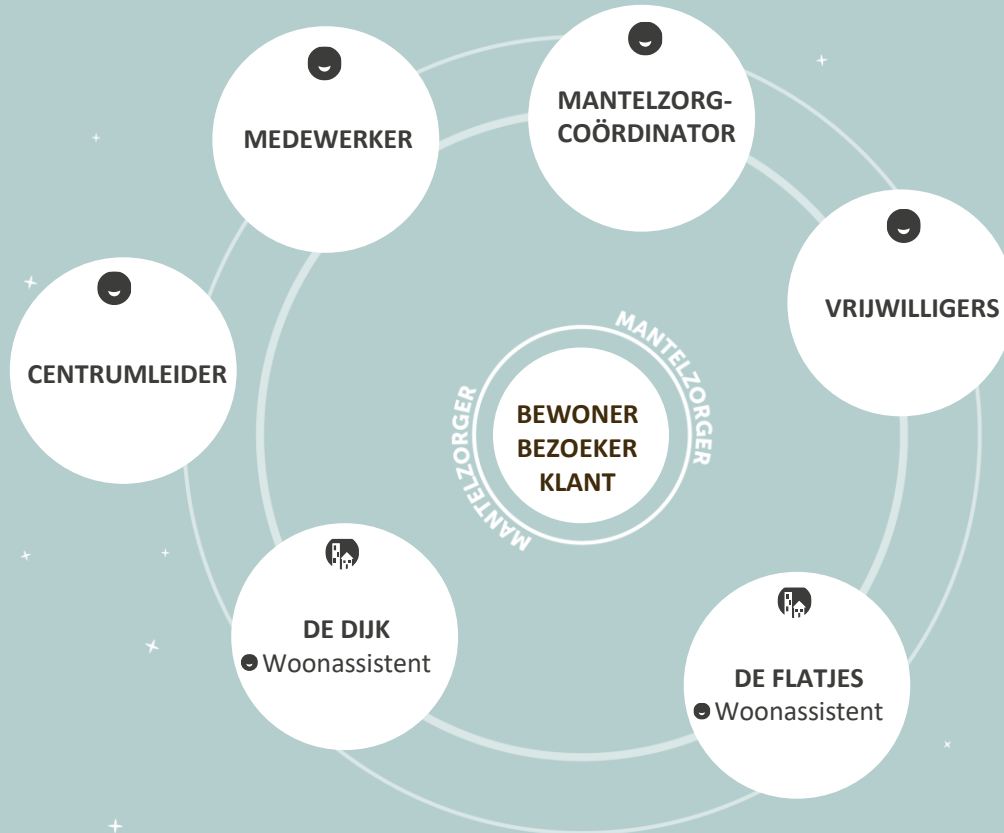 MEDEWERKER
MANTELZORG-
COÖRDINATOR
VRIJWILLIGERS
CENTRUMLEIDER
MANTELZORGER
MANTELZORGER
BEWONER
BEZOEKER
KLANT
DE DIJK
Woonassistent
DE FLATJES
Woonassistent